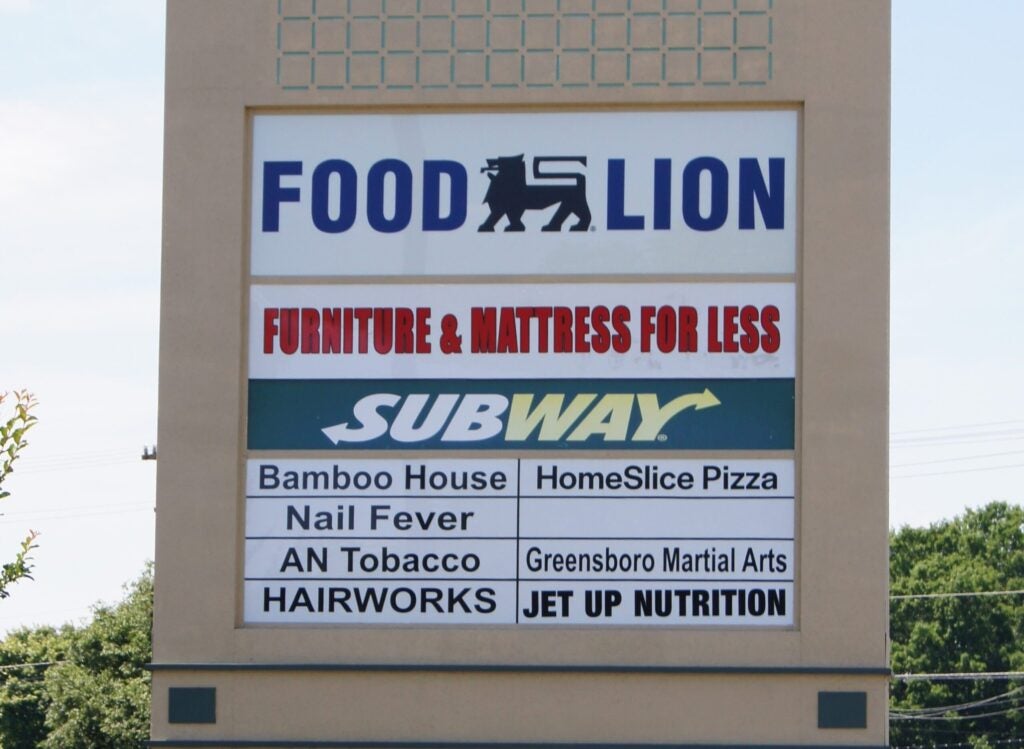 FOOD LION
FURNITURE & MATTRESS FOR LESS
SUBWAY
Bamboo House
HomeSlice Pizza
Nail Fever
AN Tobacco
Greensboro Martial Arts
HAIRWORKS
JET UP NUTRITION